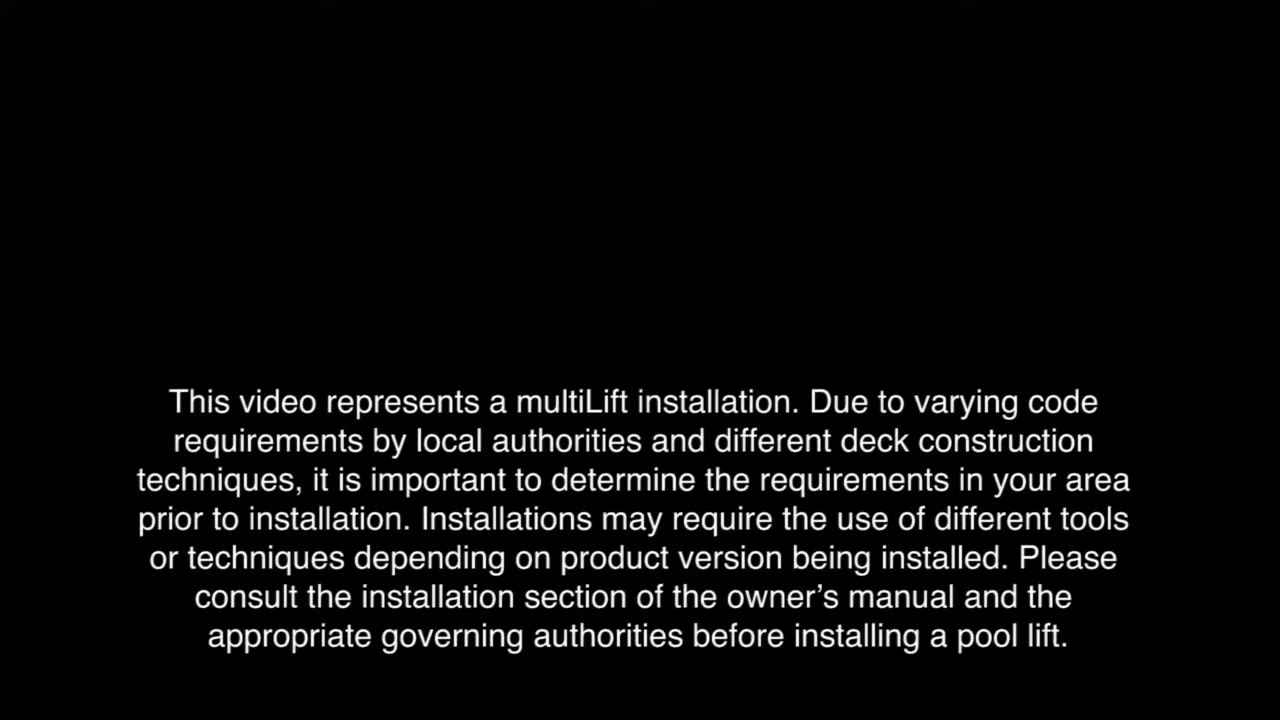 This video represents a multiLift installation. Due to varying code
requirements by local authorities and different deck construction
techniques, it is important to determine the requirements in your area
prior to installation. Installations may require the use of different tools
or techniques depending on product version being installed. Please
consult the installation section of the owner’s manual and the
appropriate governing authorities before installing a pool lift.